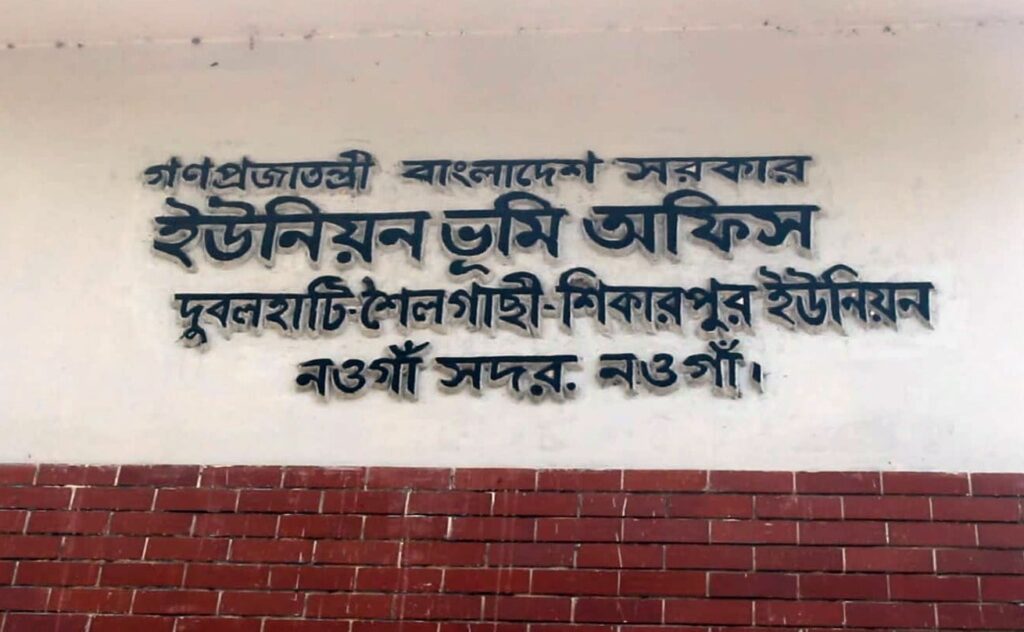 গণপ্রজাতন্ত্রী বাংলাদেশ সরকার
ইউনিয়ন ভূমি অফিস
দুবলহাটি-শৈলগাছী-শিকারপুর ইউনিয়ন
নওগাঁ সদর. নওগাঁ।